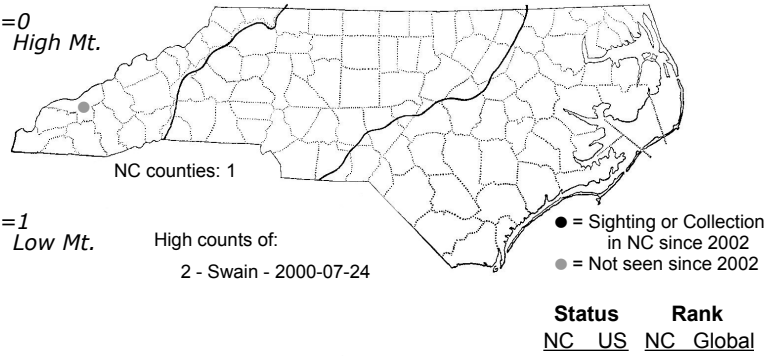 =0
High Mt.
NC counties: 1
=1
Low Mt.
High counts of:
2 - Swain - 2000-07-24
● = Sighting or Collection
in NC since 2002
● = Not seen since 2002
Status Rank
NC US NC Global